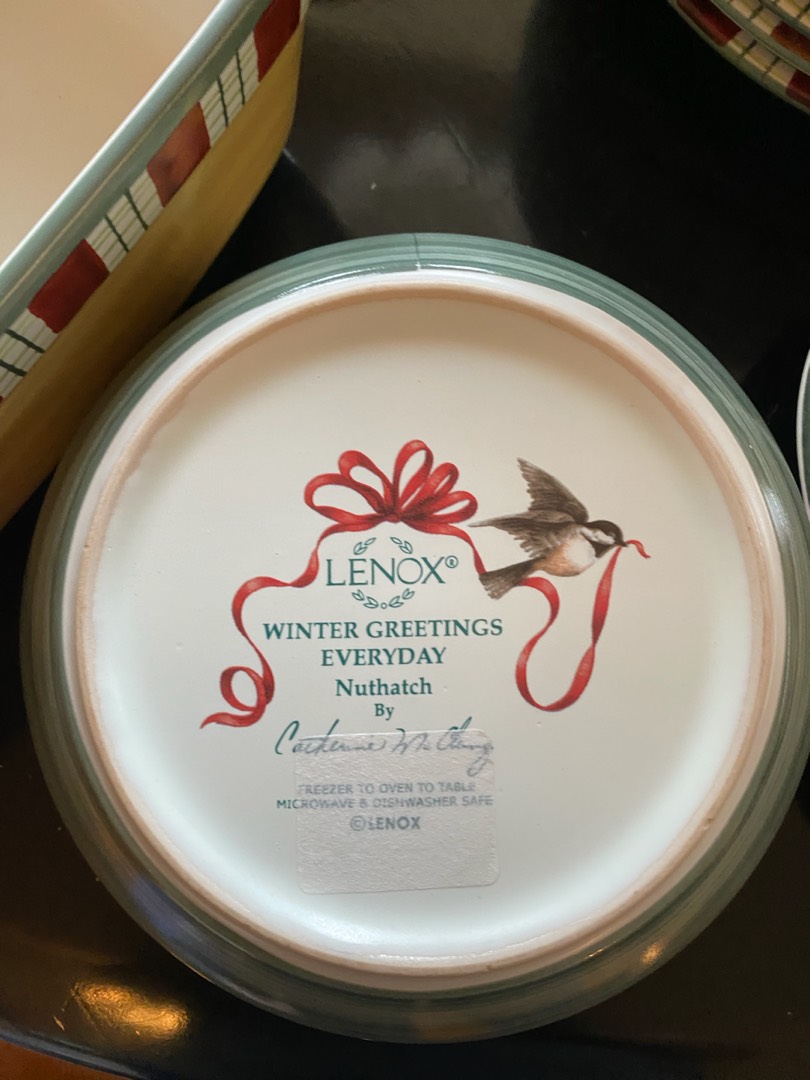 LENOX®
WINTER GREETINGS
EVERYDAY
Nuthatch
By
Catherine McClung
FREEZER TO OVEN TO TABLE
MICROWAVE & DISHWASHER SAFE
©LENOX